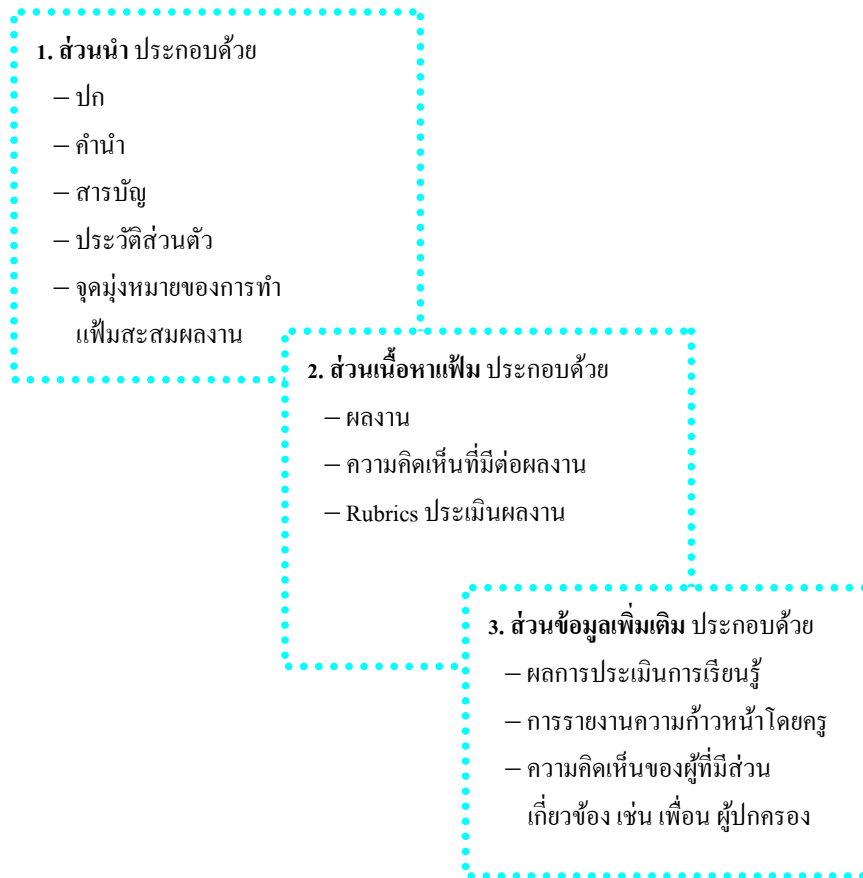 1. ส่วนนำ ประกอบด้วย
– ปก
– คำนำ
– สารบัญ
– ประวัติส่วนตัว
– จุดมุ่งหมายของการทำ
แฟ้มสะสมผลงาน
2. ส่วนเนื้อหาแฟ้ม ประกอบด้วย
– ผลงาน
– ความคิดเห็นที่มีต่อผลงาน
– Rubrics ประเมินผลงาน
3. ส่วนข้อมูลเพิ่มเติม ประกอบด้วย
– ผลการประเมินการเรียนรู้
– การรายงานความก้าวหน้าโดยครู
– ความคิดเห็นของผู้ที่มีส่วน
เกี่ยวข้อง เช่น เพื่อน ผู้ปกครอง